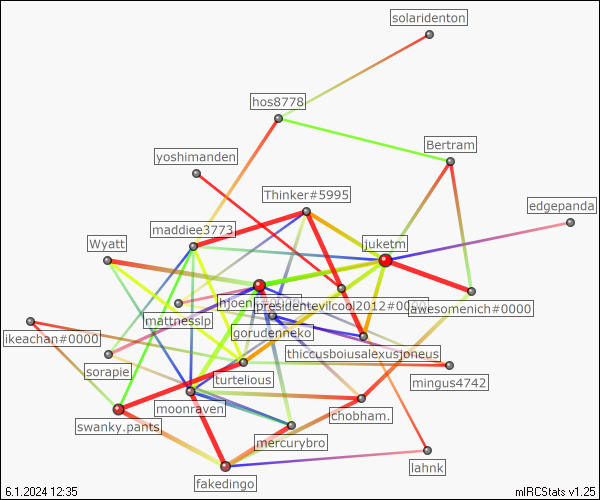 solaridenton
hos8778
Bertram
yoshimanden
Thinker#5995
edgepanda
maddiee3773
Wyatt
juketm
presidentevilcool2012#0000
awesomenich#0000
mattnesslp
gorudenneko
ikeachan#0000
thiccusboiusalexusjoneus
sorapie
turtelious
mingus4742
moonraven
chobham.
swanky.pants
mercurybro
lahnk
fakedingo
6.1.2024 12:35
mIRCStats v1.25